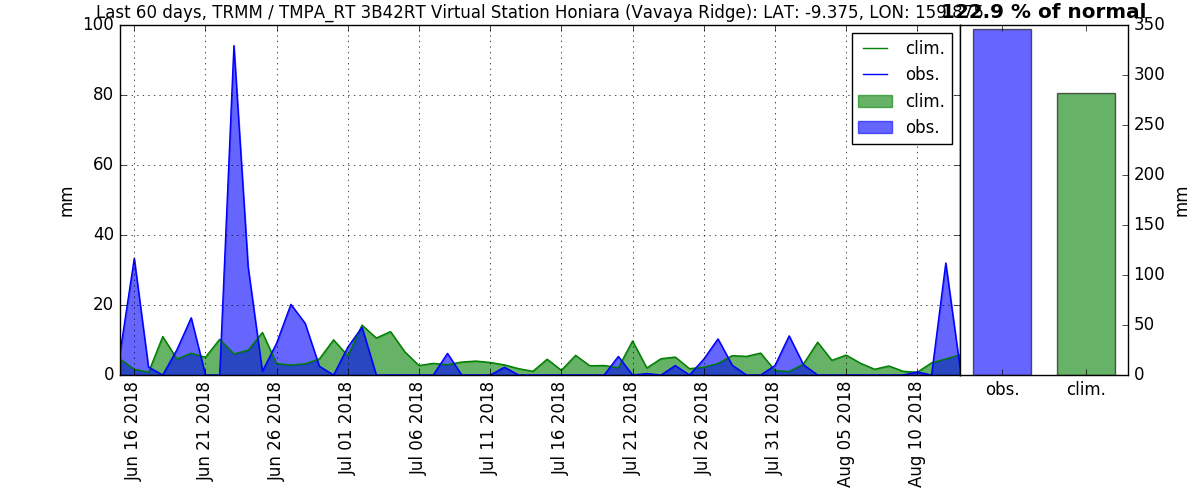 Last 60 days, TRMM / TMPA_RT 3B42RT Virtual Station Honiara (Vavaya Ridge): LAT: -9.375, LON:
122.9 % of normal
100
80
60
40
20
0
mm
clim.
obs.
clim.
obs.
350
300
250
200
150
100
50
0
mm
obs.
clim.
Jun 16 2018
Jun 21 2018
Jun 26 2018
Jul 01 2018
Jul 06 2018
Jul 11 2018
Jul 16 2018
Jul 21 2018
Jul 26 2018
Jul 31 2018
Aug 05 2018
Aug 10 2018